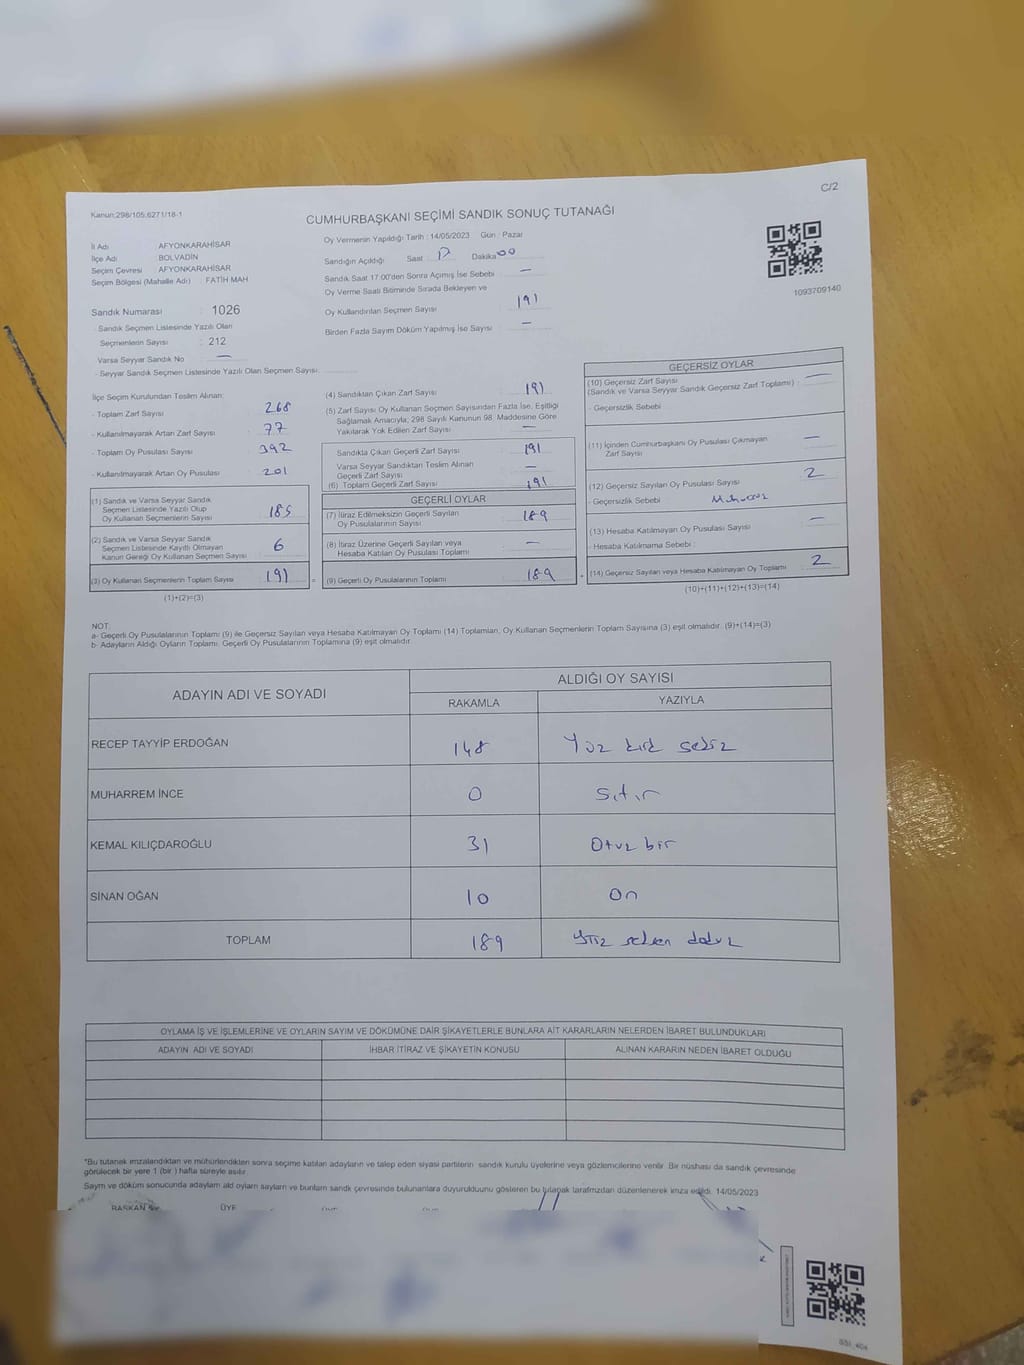 C/2
Kanun:298/105,6271/18-1
CUMHURBAŞKANI SEÇİMİ SANDIK SONUÇ TUTANAĞI
İl Adı : AFYONKARAHİSAR
İlçe Adı : BOLVADİN
Seçim Çevresi : AFYONKARAHİSAR
Seçim Bölgesi (Mahalle Adı) : FATİH MAH
Oy Vermenin Yapıldığı Tarih : 14/05/2023 Gün : Pazar
Sandığın Açıldığı Saat 17 Dakika 00
Sandık Saat 17:00'den Sonra Açılmış İse Sebebi : —
Oy Verme Saati Bitiminde Sırada Bekleyen ve
Oy Kullandırılan Seçmen Sayısı : 191
Birden Fazla Sayım Döküm Yapılmış İse Sayısı : —
1093709140
Sandık Numarası : 1026
- Sandık Seçmen Listesinde Yazılı Olan
Seçmenlerin Sayısı : 212
Varsa Seyyar Sandık No : —
- Seyyar Sandık Seçmen Listesinde Yazılı Olan Seçmen Sayısı:
İlçe Seçim Kurulundan Teslim Alınan:
- Toplam Zarf Sayısı : 268
- Kullanılmayarak Artan Zarf Sayısı : 77
- Toplam Oy Pusulası Sayısı : 392
- Kullanılmayarak Artan Oy Pusulası : 201
(1) Sandık ve Varsa Seyyar Sandık
Seçmen Listesinde Yazılı Olup
Oy Kullanan Seçmenlerin Sayısı : 185
(2) Sandık ve Varsa Seyyar Sandık
Seçmen Listesinde Kayıtlı Olmayan
Kanun Gereği Oy Kullanan Seçmen Sayısı : 6
(3) Oy Kullanan Seçmenlerin Toplam Sayısı : 191 =
(1)+(2)=(3)
(4) Sandıktan Çıkan Zarf Sayısı : 191
(5) Zarf Sayısı Oy Kullanan Seçmen Sayısından Fazla İse, Eşitliği
Sağlamak Amacıyla; 298 Sayılı Kanunun 98. Maddesine Göre
Yakılarak Yok Edilen Zarf Sayısı : —
Sandıkta Çıkan Geçerli Zarf Sayısı : 191
Varsa Seyyar Sandıktan Teslim Alınan
Geçerli Zarf Sayısı : —
(6) Toplam Geçerli Zarf Sayısı : 191
GEÇERLİ OYLAR
(7) İtiraz Edilmeksizin Geçerli Sayılan
Oy Pusulalarının Sayısı : 189
(8) İtiraz Üzerine Geçerli Sayılan veya
Hesaba Katılan Oy Pusulası Toplamı : —
(9) Geçerli Oy Pusulalarının Toplamı : 189 +
GEÇERSİZ OYLAR
(10) Geçersiz Zarf Sayısı
(Sandık ve Varsa Seyyar Sandık Geçersiz Zarf Toplamı) : —
- Geçersizlik Sebebi :
(11) İçinden Cumhurbaşkanı Oy Pusulası Çıkmayan
Zarf Sayısı : —
(12) Geçersiz Sayılan Oy Pusulası Sayısı : 2
- Geçersizlik Sebebi :
(13) Hesaba Katılmayan Oy Pusulası Sayısı : —
- Hesaba Katılmama Sebebi :
(14) Geçersiz Sayılan veya Hesaba Katılmayan Oy Toplamı : 2
(10)+(11)+(12)+(13)=(14)
NOT:
a- Geçerli Oy Pusulalarının Toplamı (9) ile Geçersiz Sayılan veya Hesaba Katılmayan Oy Toplamı (14) Toplamları, Oy Kullanan Seçmenlerin Toplam Sayısına (3) eşit olmalıdır. (9)+(14)=(3)
b- Adayların Aldığı Oyların Toplamı, Geçerli Oy Pusulalarının Toplamına (9) eşit olmalıdır.
ADAYIN ADI VE SOYADI ALDIĞI OY SAYISI
RAKAMLA YAZIYLA
RECEP TAYYİP ERDOĞAN 148 Yüz kırk sekiz
MUHARREM İNCE 0 Sıfır
KEMAL KILIÇDAROĞLU 31 Otuz bir
SİNAN OĞAN 10 On
TOPLAM 189 Yüz seksen dokuz
OYLAMA İŞ VE İŞLEMLERİNE VE OYLARIN SAYIM VE DÖKÜMÜNE DAİR ŞİKAYETLERLE BUNLARA AİT KARARLARIN NELERDEN İBARET BULUNDUKLARI
ADAYIN ADI VE SOYADI İHBAR İTİRAZ VE ŞİKAYETİN KONUSU ALINAN KARARIN NEDEN İBARET OLDUĞU
*Bu tutanak imzalandıktan ve mühürlendikten sonra seçime katılan adayların ve talep eden siyasi partilerin sandık kurulu üyelerine veya gözlemcilerine verilir. Bir nüshası da sandık çevresinde
görülecek bir yere 1 (bir ) hafta süreyle asılır.
Sayım ve döküm sonucunda adayların aldı oyların sayıları ve bunların sandık çevresinde bulunanlara duyurulduunu gösteren bu tutanak tarafımzdan düzenlenerek imza edildi. 14/05/2023
BAŞKAN ÜYE